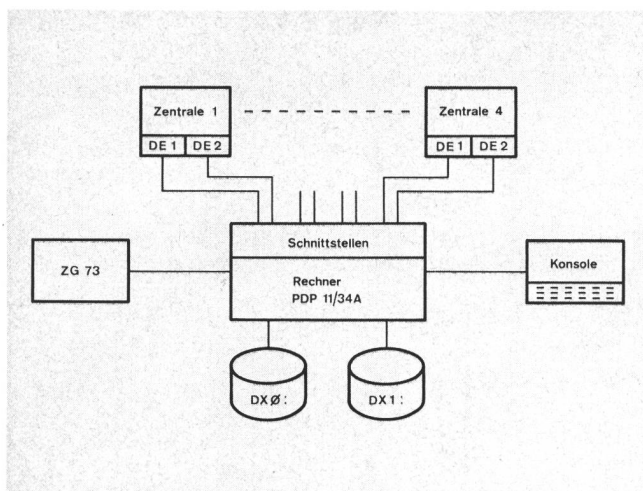 Zentrale 1
Zentrale 4
DE 1 DE 2
DE 1 DE 2
Schnittstellen
ZG 73
Rechner
PDP 11/34A
Konsole
DXØ:
DX1: